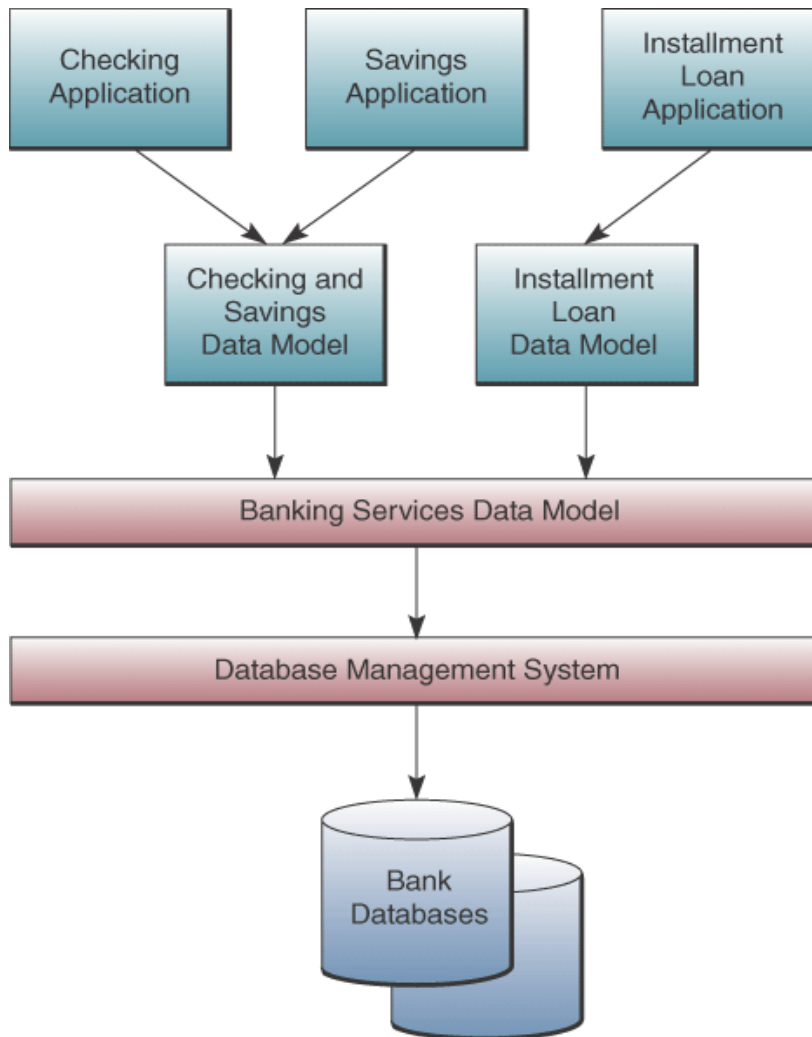 Checking
Application
Savings
Application
Installment
Loan
Application
Checking and
Savings
Data Model
Installment
Loan
Data Model
Banking Services Data Model
Database Management System
Bank
Databases